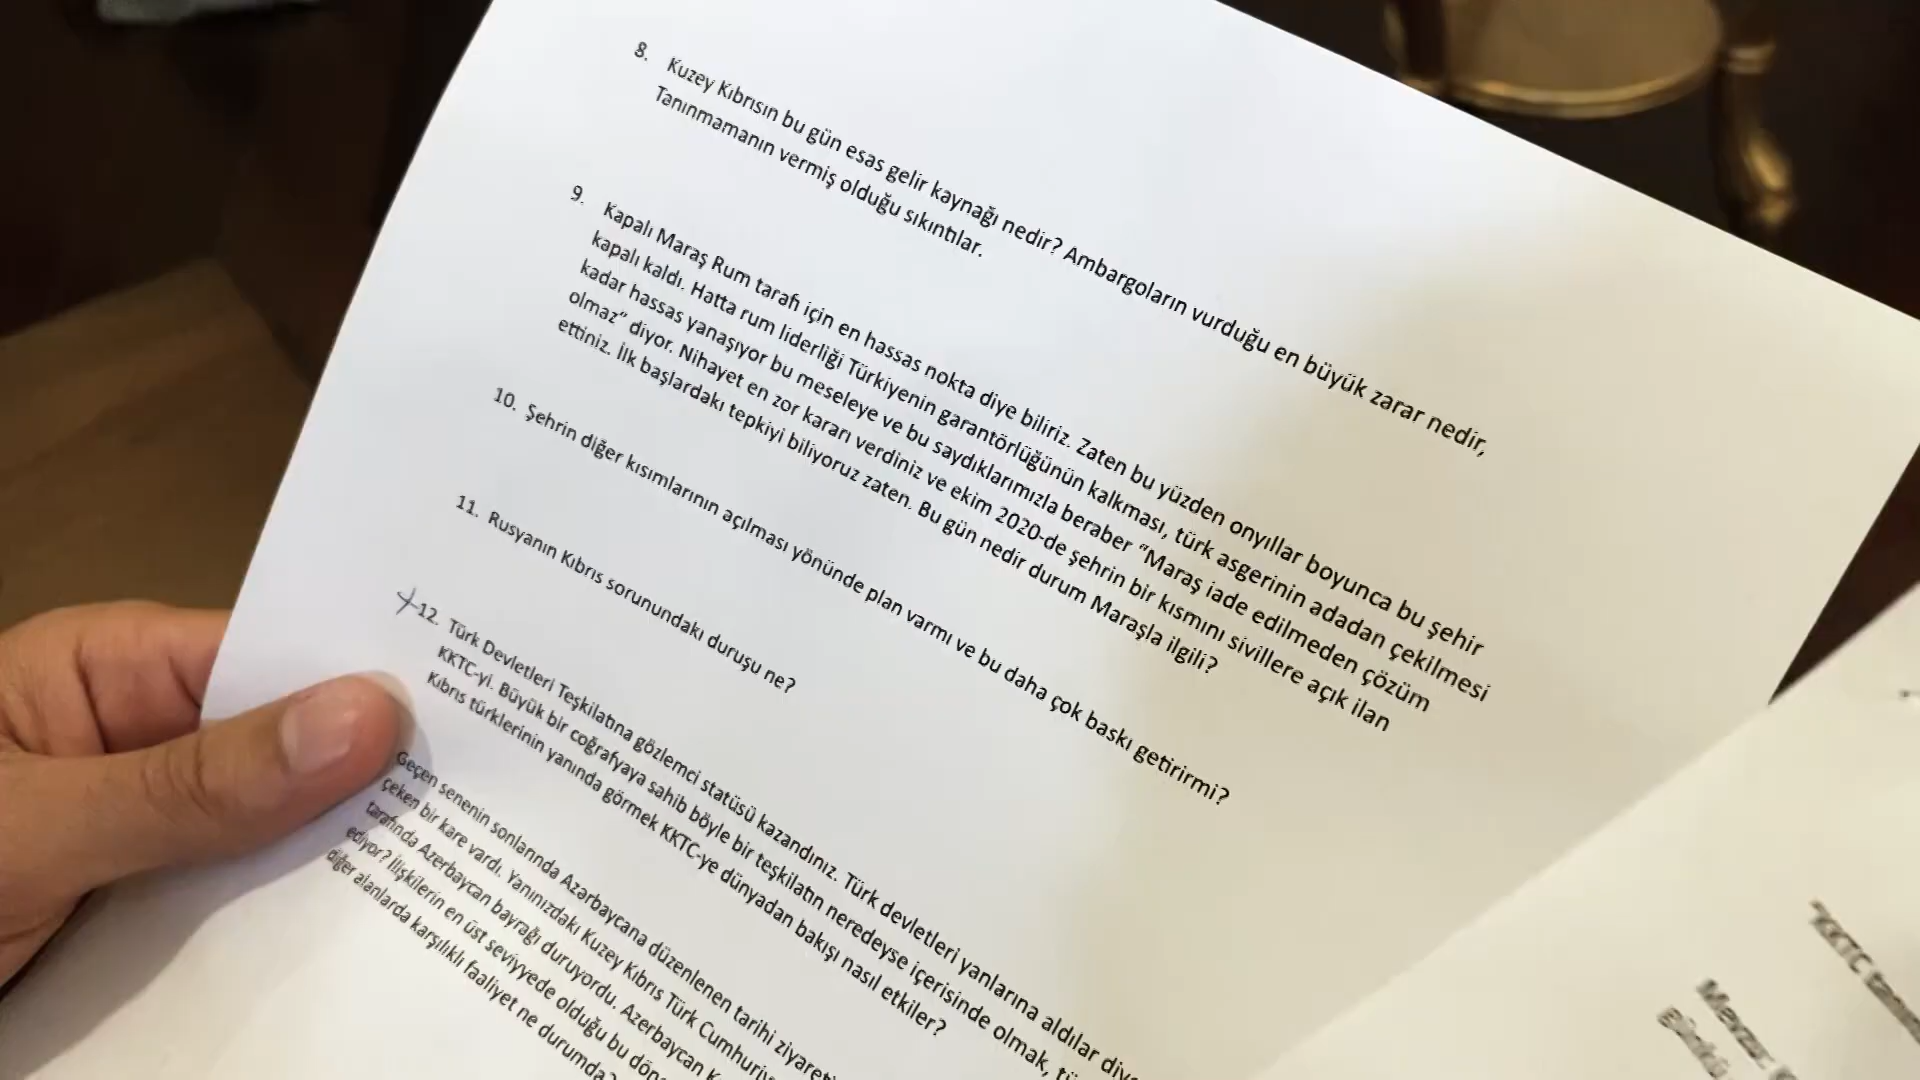 8. Kuzey Kıbrısın bu gün esas gelir kaynağı nedir? Ambargoların vurduğu en büyük zarar nedir,
Tanınmamanın vermiş olduğu sıkıntılar.
9. Kapalı Maraş Rum tarafı için en hassas nokta diye biliriz. Zaten bu yüzden onyıllar boyunca bu şehir
kapalı kaldı. Hatta rum liderliği Türkiyenin garantörlüğünün kalkması, türk asgerinin adadan çekilmesi
kadar hassas yanaşıyor bu meseleye ve bu saydıklarımızla beraber “Maraş iade edilmeden çözüm
olmaz” diyor. Nihayet en zor kararı verdiniz ve ekim 2020-de şehrin bir kısmını sivillere açık ilan
ettiniz. İlk başlardakı tepkiyi biliyoruz zaten. Bu gün nedir durum Maraşla ilgili?
10. Şehrin diğer kısımlarının açılması yönünde plan varmı ve bu daha çok baskı getirirmi?
11. Rusyanın Kıbrıs sorunundakı duruşu ne?
12. Türk Devletleri Teşkilatına gözlemci statüsü kazandınız. Türk devletleri yanlarına aldılar
KKTC-yi. Büyük bir coğrafyaya sahib böyle bir teşkilatın neredeyse içerisinde olmak,
Kıbrıs türklerinin yanında görmek KKTC-ye dünyadan bakışı nasıl etkiler?
Geçen senenin sonlarında Azərbaycana düzenlenen tarihi
çeken bir kare vardı. Yanınızdakı Kuzey Kıbrıs Türk
tarafında Azerbaycan bayrağı duruyordu. Azerbaycan
ediyor? İlişkilerin en üst seviyyede olduğu bu
diğer alanlarda karşılıklı faaliyet ne durumda?
KKTC